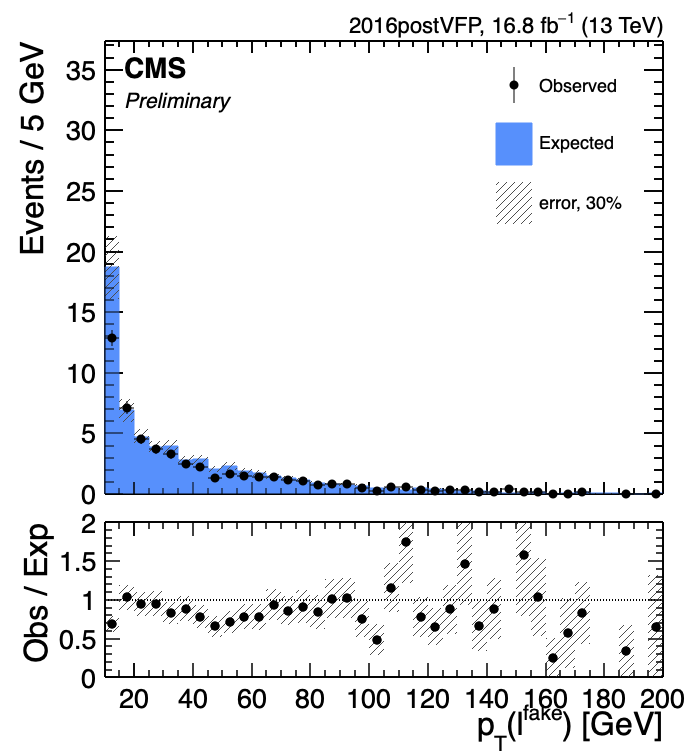 2016postVFP, 16.8 fb⁻¹ (13 TeV)
CMS
Preliminary
Observed
Expected
error, 30%
Events / 5 GeV
35
30
25
20
15
10
5
0
Obs / Exp
2
1.5
1
0.5
0
20 40 60 80 100 120 140 160 180 200
p_T(l^fake) [GeV]